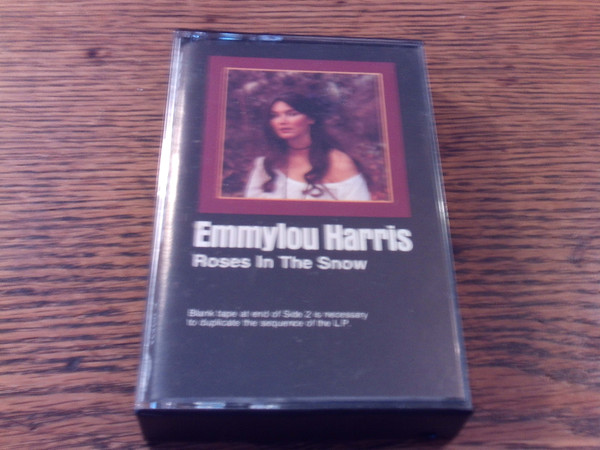 Emmylou Harris
Roses In The Snow
Blank tape at end of Side 2 is necessary
to duplicate the sequence of the L.P.